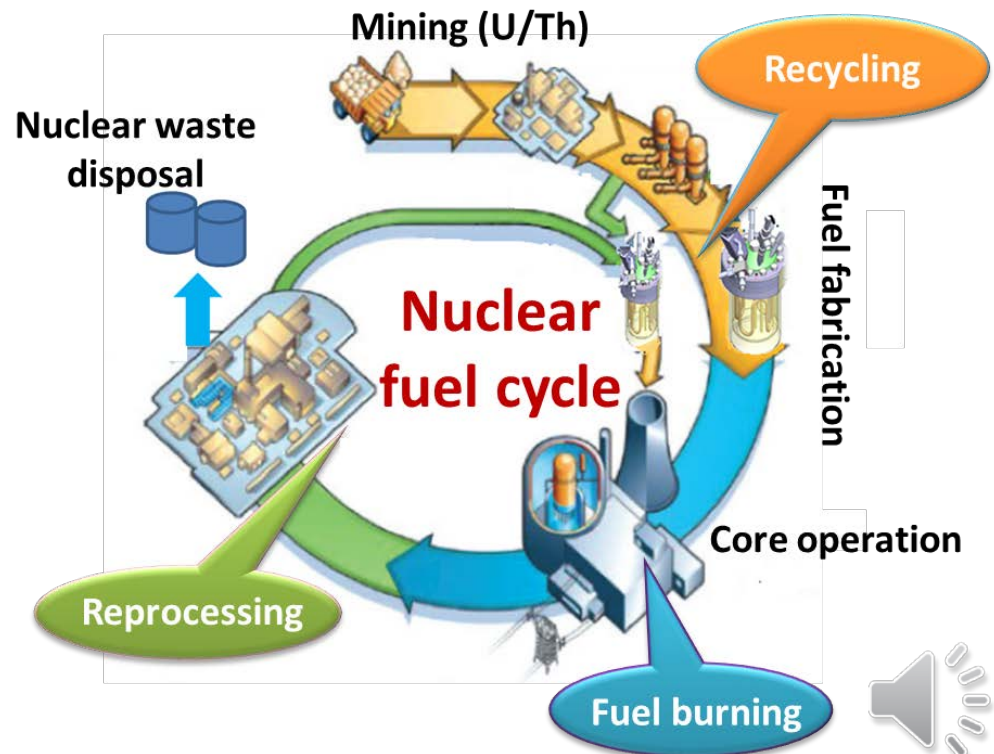 Mining (U/Th)
Recycling
Nuclear waste
disposal
Fuel fabrication
Nuclear
fuel cycle
Core operation
Reprocessing
Fuel burning